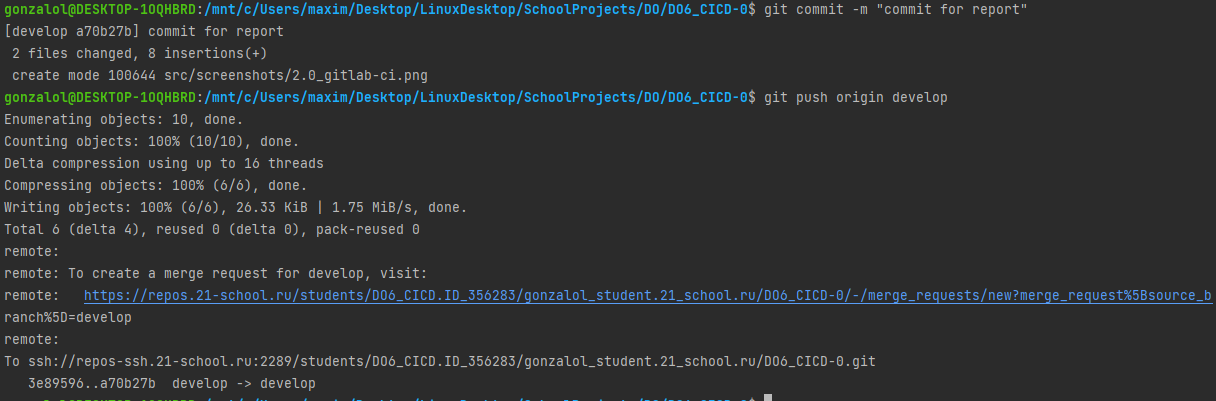 gonzalol@DESKTOP-1OQHBRD:/mnt/c/Users/maxim/Desktop/LinuxDesktop/SchoolProjects/DO/DO6_CICD-0$ git commit -m "commit for report"
[develop a70b27b] commit for report
 2 files changed, 8 insertions(+)
 create mode 100644 src/screenshots/2.0_gitlab-ci.png
gonzalol@DESKTOP-1OQHBRD:/mnt/c/Users/maxim/Desktop/LinuxDesktop/SchoolProjects/DO/DO6_CICD-0$ git push origin develop
Enumerating objects: 10, done.
Counting objects: 100% (10/10), done.
Delta compression using up to 16 threads
Compressing objects: 100% (6/6), done.
Writing objects: 100% (6/6), 26.33 KiB | 1.75 MiB/s, done.
Total 6 (delta 4), reused 0 (delta 0), pack-reused 0
remote:
remote: To create a merge request for develop, visit:
remote:   https://repos.21-school.ru/students/DO6_CICD.ID_356283/gonzalol_student.21_school.ru/DO6_CICD-0/-/merge_requests/new?merge_request%5Bsource_b
ranch%5D=develop
remote:
To ssh://repos-ssh.21-school.ru:2289/students/DO6_CICD.ID_356283/gonzalol_student.21_school.ru/DO6_CICD-0.git
   3e89596..a70b27b  develop -> develop